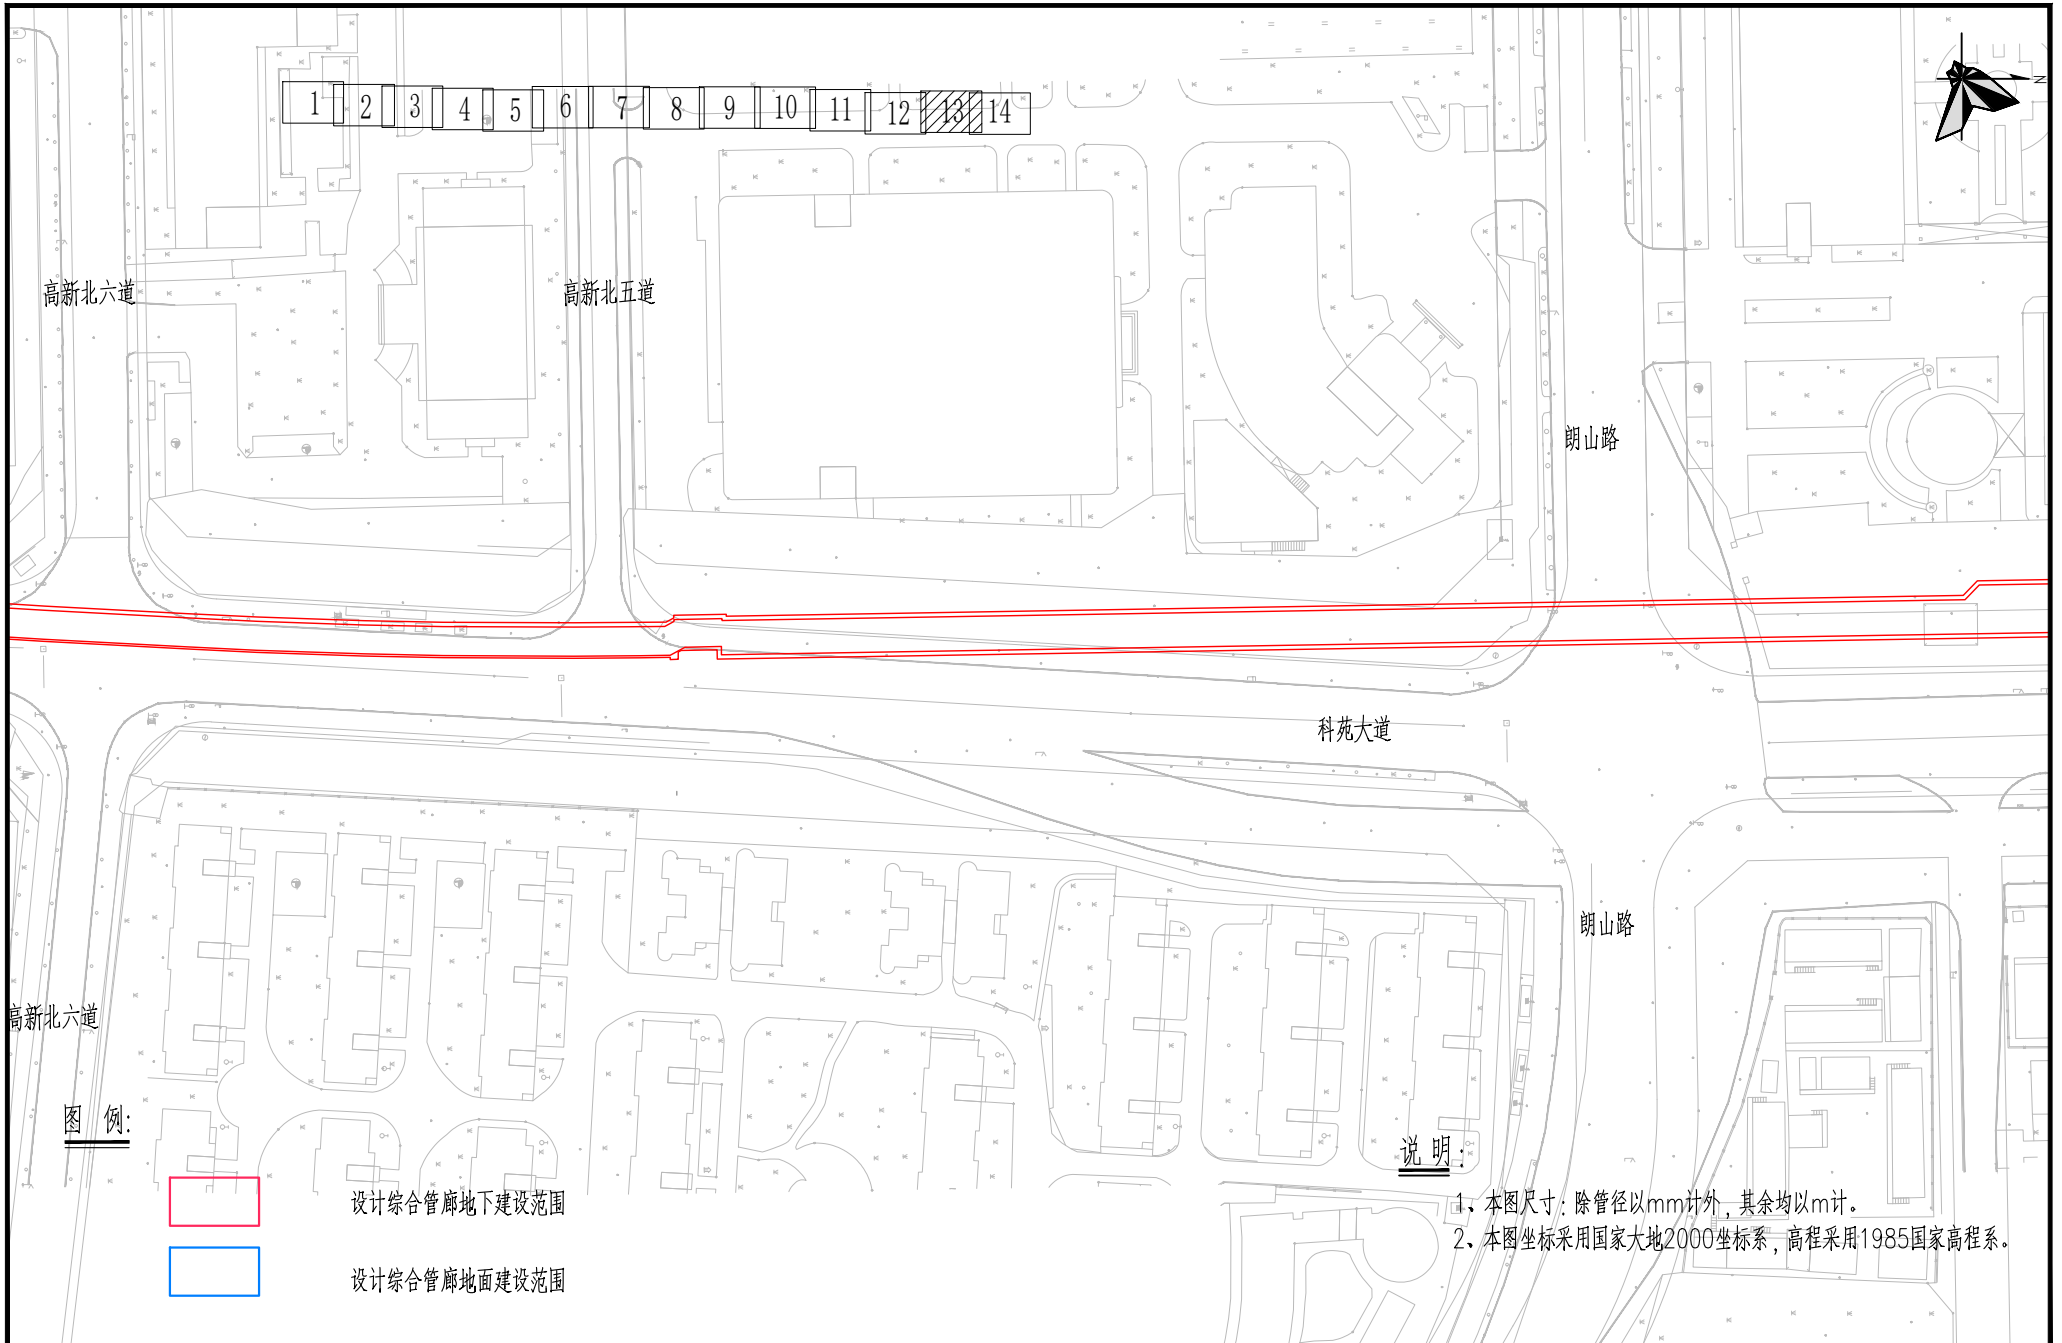 1 2 3 4 5 6 7 8 9 10 11 12 13 14
N
高新北六道
高新北五道
朗山路
科苑大道
朗山路
高新北六道
图 例:
设计综合管廊地下建设范围
设计综合管廊地面建设范围
说 明:
1、本图尺寸:除管径以mm计外,其余均以m计。
2、本图坐标采用国家大地2000坐标系,高程采用1985国家高程系。